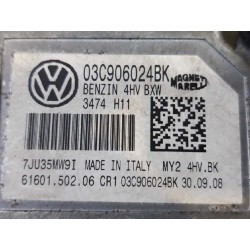 03C906024BK
BENZIN 4HV BXW
3474 H11
MAGNETI
MARELLI
7JU35MW9I MADE IN ITALY MY2 4HV.BK
61601.502.06 CR1 03C906024BK 30.09.08